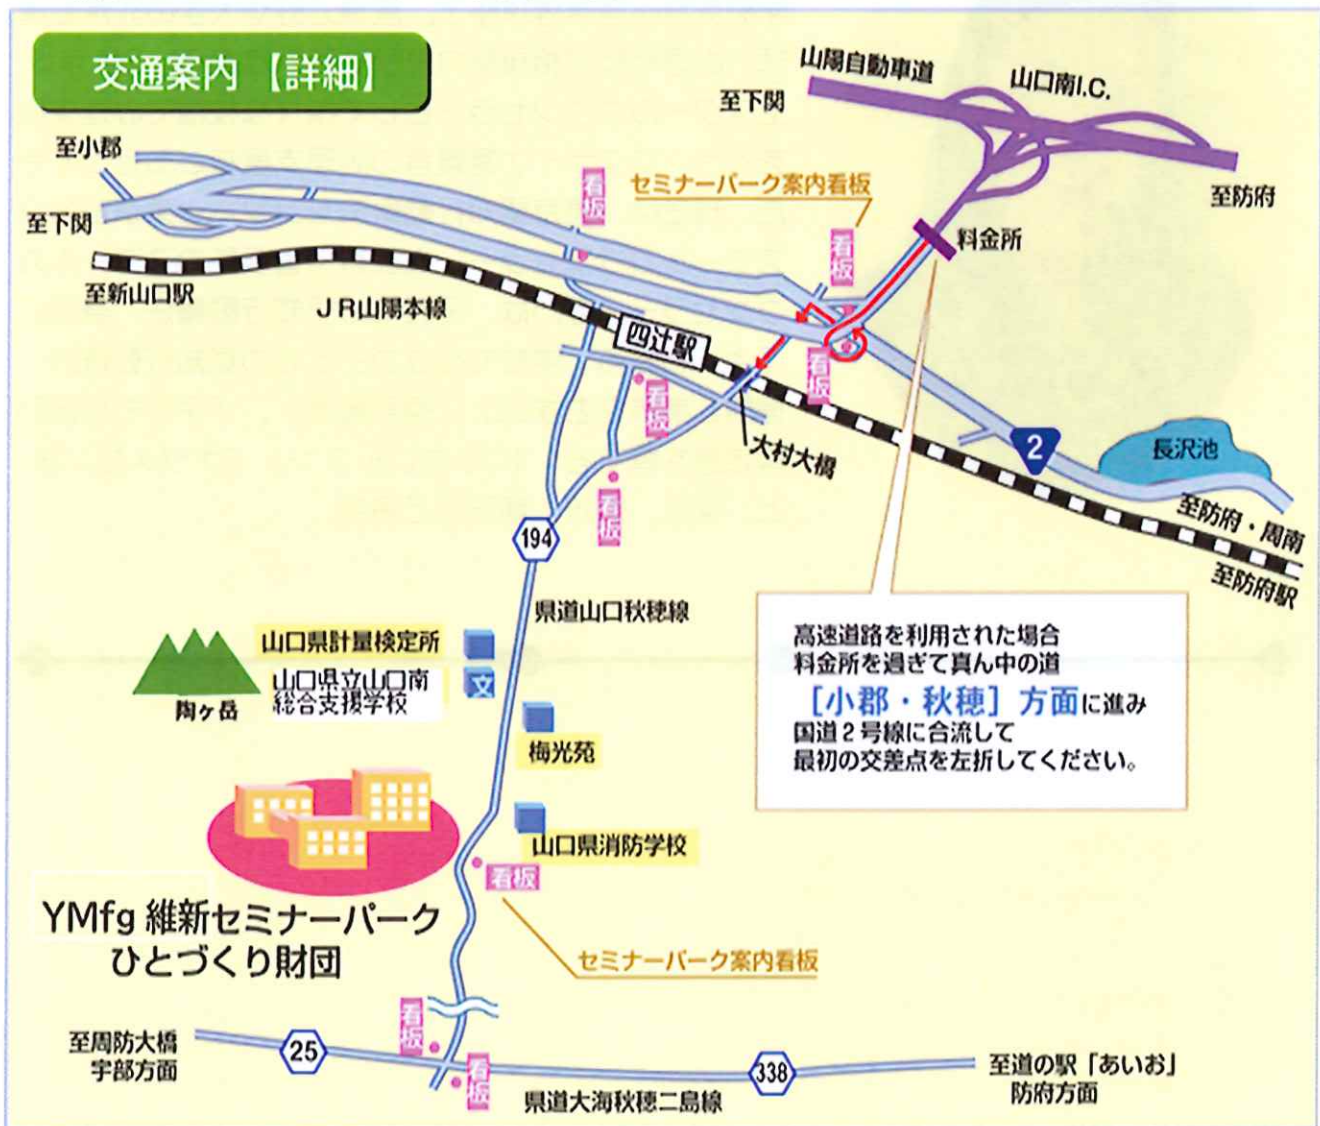 交通案内【詳細】
山陽自動車道
山口南I.C.
至下関
至防府
料金所
至小郡
至下関
看板
セミナーパーク案内看板
看板
至新山口駅
JR山陽本線
四辻駅
看板
看板
大村大橋
2
長沢池
至防府・周南
至防府駅
看板
194
県道山口秋穂線
高速道路を利用された場合
料金所を過ぎて真ん中の道
[小郡・秋穂]方面に進み
国道2号線に合流して
最初の交差点を左折してください。
陶ヶ岳
山口県計量検定所
山口県立山口南
総合支援学校
文
梅光苑
山口県消防学校
看板
YMfg 維新セミナーパーク
ひとづくり財団
セミナーパーク案内看板
看板
至周防大橋
宇部方面
25
看板
338
県道大海秋穂二島線
至道の駅「あいお」
防府方面